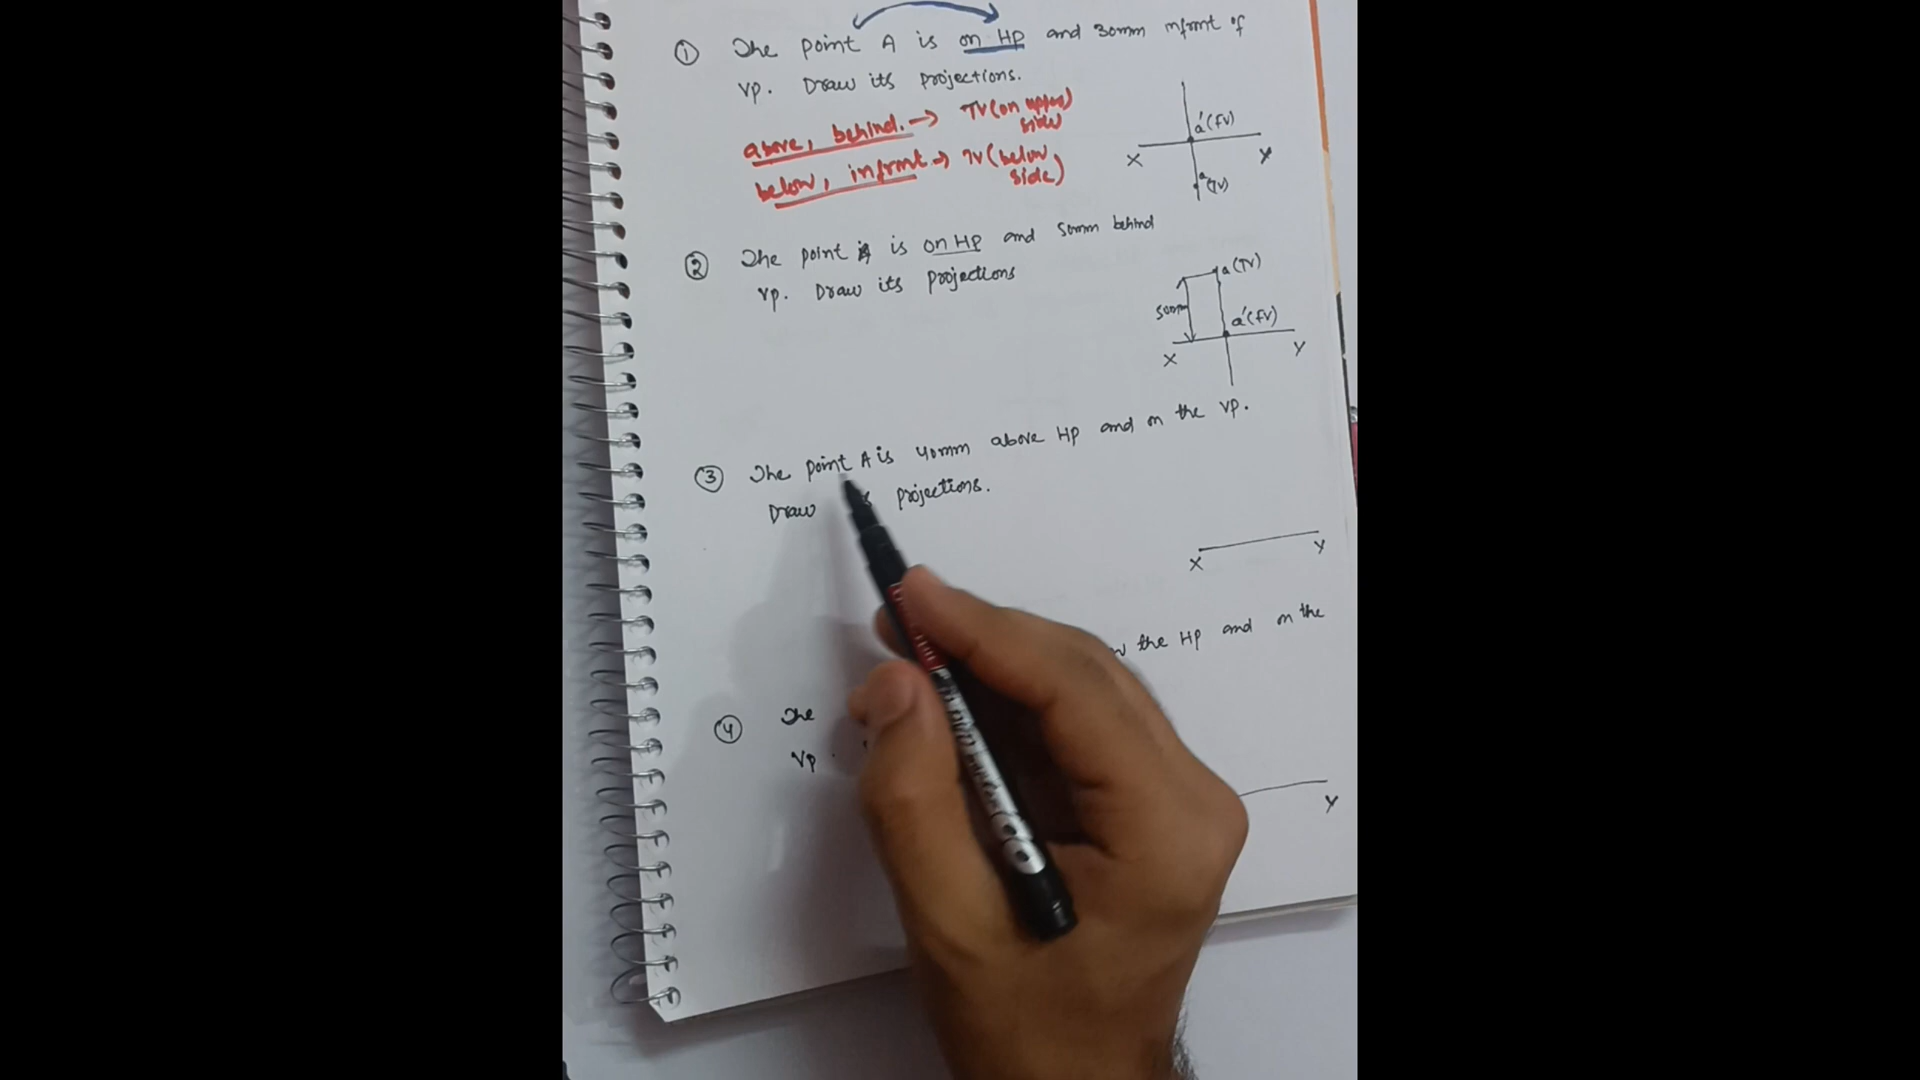 ① The point A is on HP and 30mm infrnt of
VP. Draw its projections.
above, behind. → TV (on upper side)
below, infrnt → TV (below side)
a'(FV)
X Y
a(TV)
② The point A is on HP and 50mm behind
VP. Draw its projections
a(TV)
50mm
a'(FV)
X Y
③ The point A is 40mm above HP and on the VP.
Draw projections.
X Y
④ The the HP and on the
VP.
Y